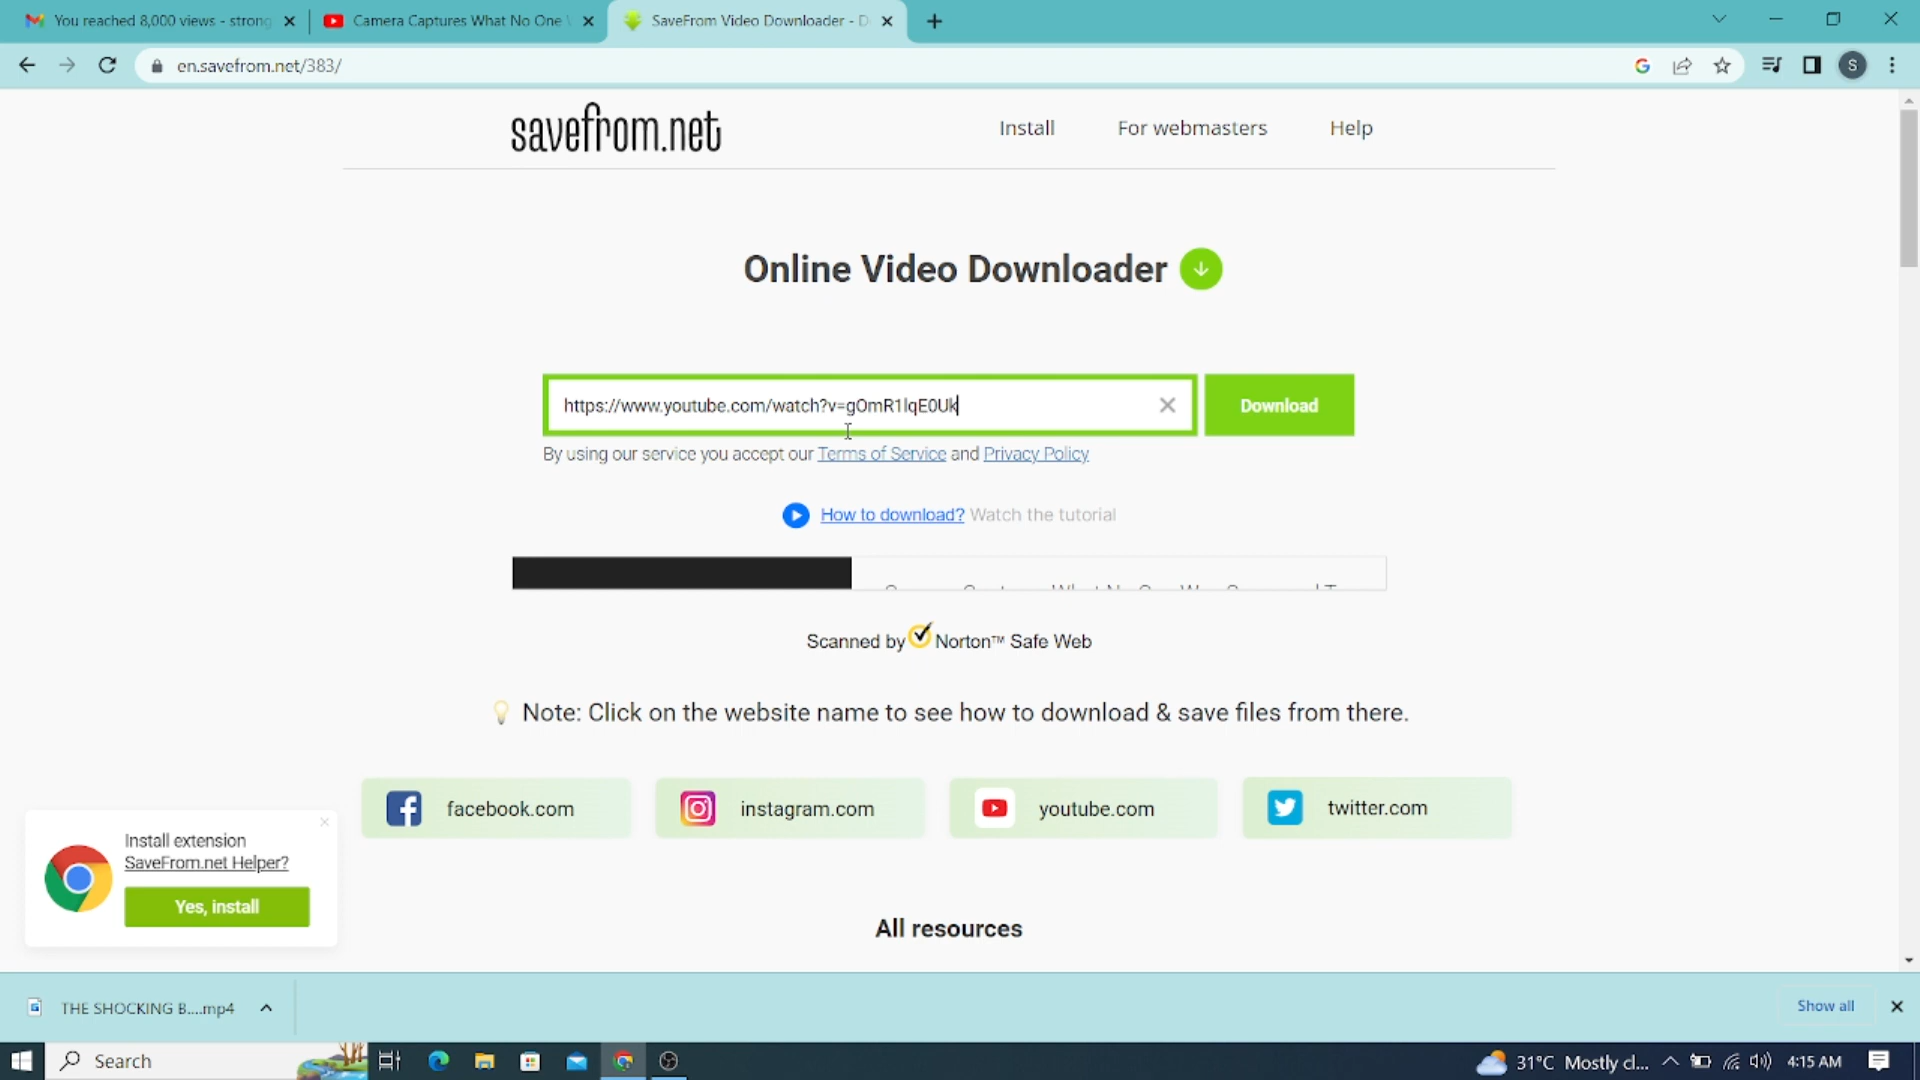 You reached 8,000 views - strong
Camera Captures What No One
SaveFrom Video Downloader - D
en.savefrom.net/383/
S
savefrom.net
Install
For webmasters
Help
Online Video Downloader
https://www.youtube.com/watch?v=gOmR1lqE0Uk
Download
By using our service you accept our Terms of Service and Privacy Policy
How to download? Watch the tutorial
Scanned by Norton™ Safe Web
Note: Click on the website name to see how to download & save files from there.
facebook.com
instagram.com
youtube.com
twitter.com
Install extension
SaveFrom.net Helper?
Yes, install
All resources
THE SHOCKING B....mp4
Show all
Search
31°C Mostly cl...
4:15 AM